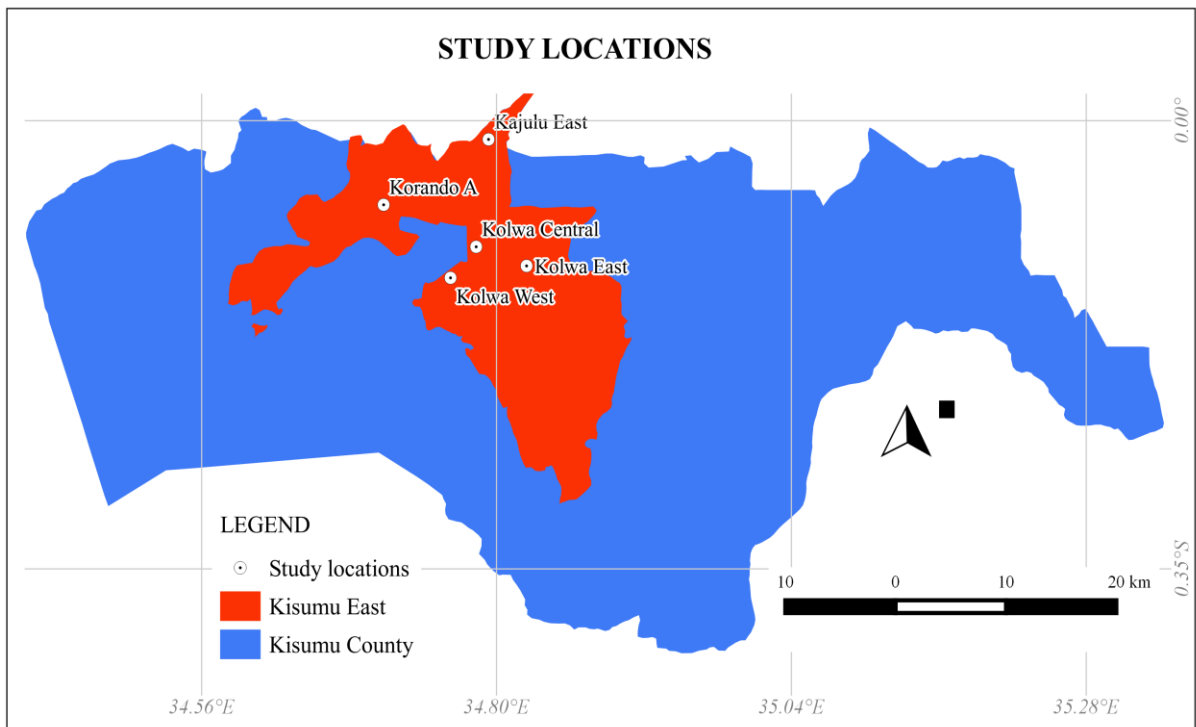 STUDY LOCATIONS
0.00°
Kajulu East
Korando A
Kolwa Central
Kolwa East
Kolwa West
LEGEND
Study locations
Kisumu East
Kisumu County
10 0 10 20 km
0.35°S
34.56°E 34.80°E 35.04°E 35.28°E